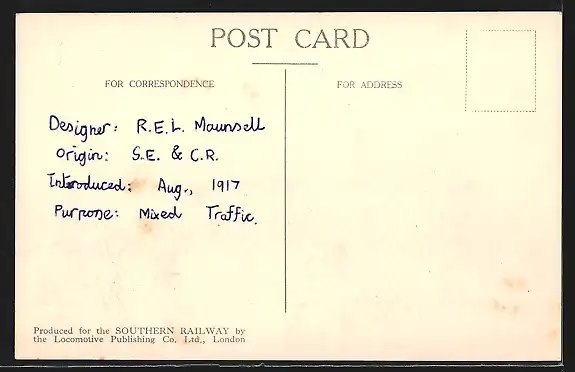 POST CARD
FOR CORRESPONDENCE
FOR ADDRESS
Designer: R.E.L. Maunsell
Origin: S.E. & C.R.
Introduced: Aug., 1917
Purpose: Mixed Traffic.
Produced for the SOUTHERN RAILWAY by
the Locomotive Publishing Co. Ltd., London